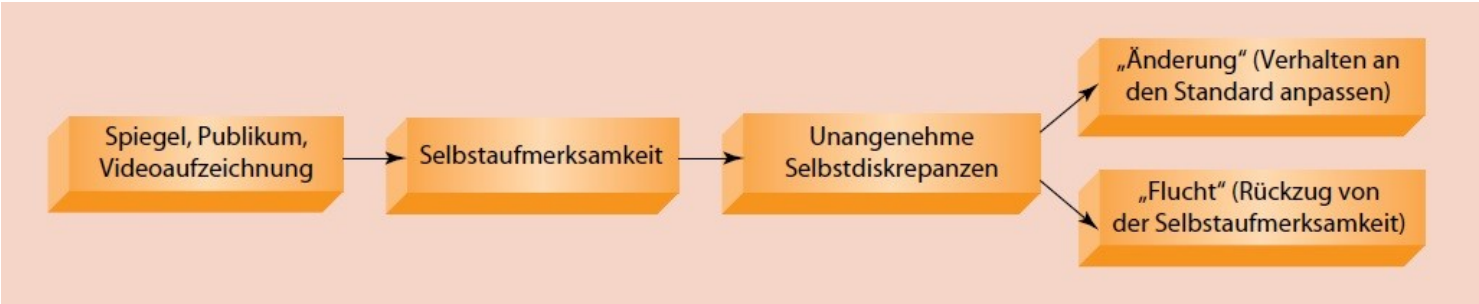 Spiegel, Publikum,
Videoaufzeichnung
Selbstaufmerksamkeit
Unangenehme
Selbstdiskrepanzen
„Änderung“ (Verhalten an
den Standard anpassen)
„Flucht“ (Rückzug von
der Selbstaufmerksamkeit)